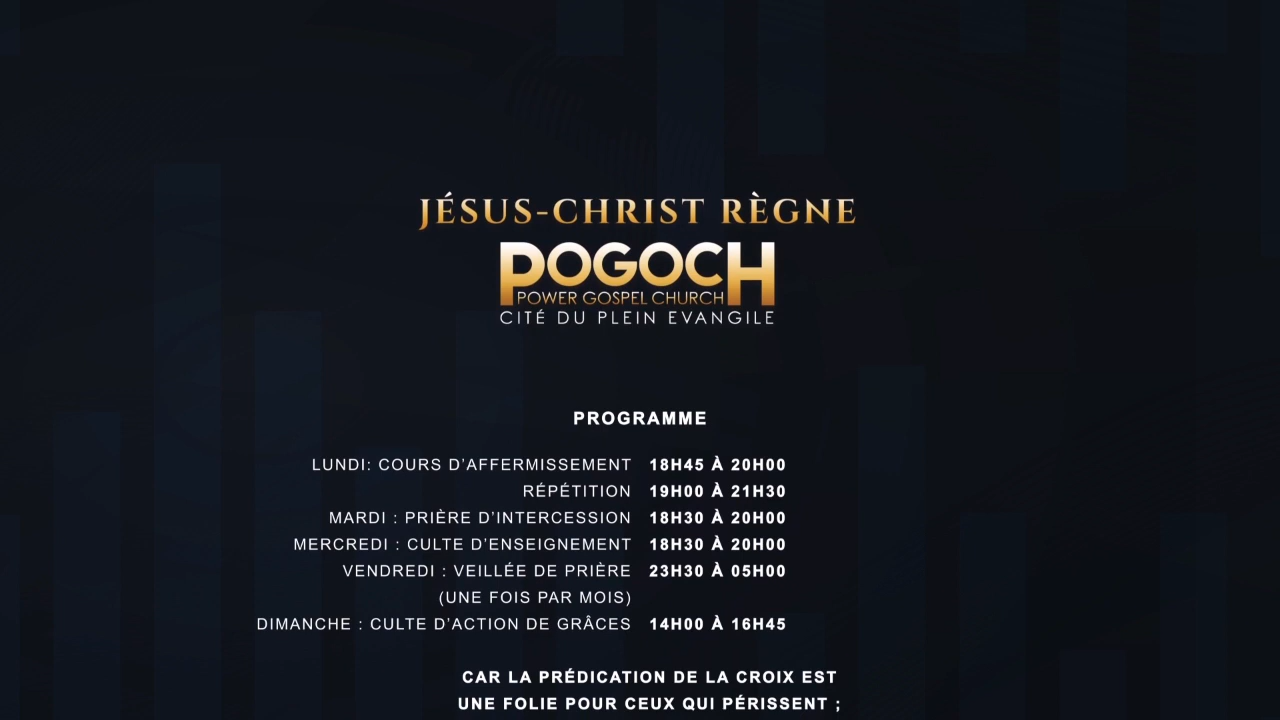 JÉSUS-CHRIST RÈGNE
POGOCH
POWER GOSPEL CHURCH
CITÉ DU PLEIN EVANGILE
PROGRAMME
LUNDI: COURS D'AFFERMISSEMENT 18H45 À 20H00
RÉPÉTITION 19H00 À 21H30
MARDI : PRIÈRE D'INTERCESSION 18H30 À 20H00
MERCREDI : CULTE D'ENSEIGNEMENT 18H30 À 20H00
VENDREDI : VEILLÉE DE PRIÈRE 23H30 À 05H00
(UNE FOIS PAR MOIS)
DIMANCHE : CULTE D'ACTION DE GRÂCES 14H00 À 16H45
CAR LA PRÉDICATION DE LA CROIX EST
UNE FOLIE POUR CEUX QUI PÉRISSENT ;